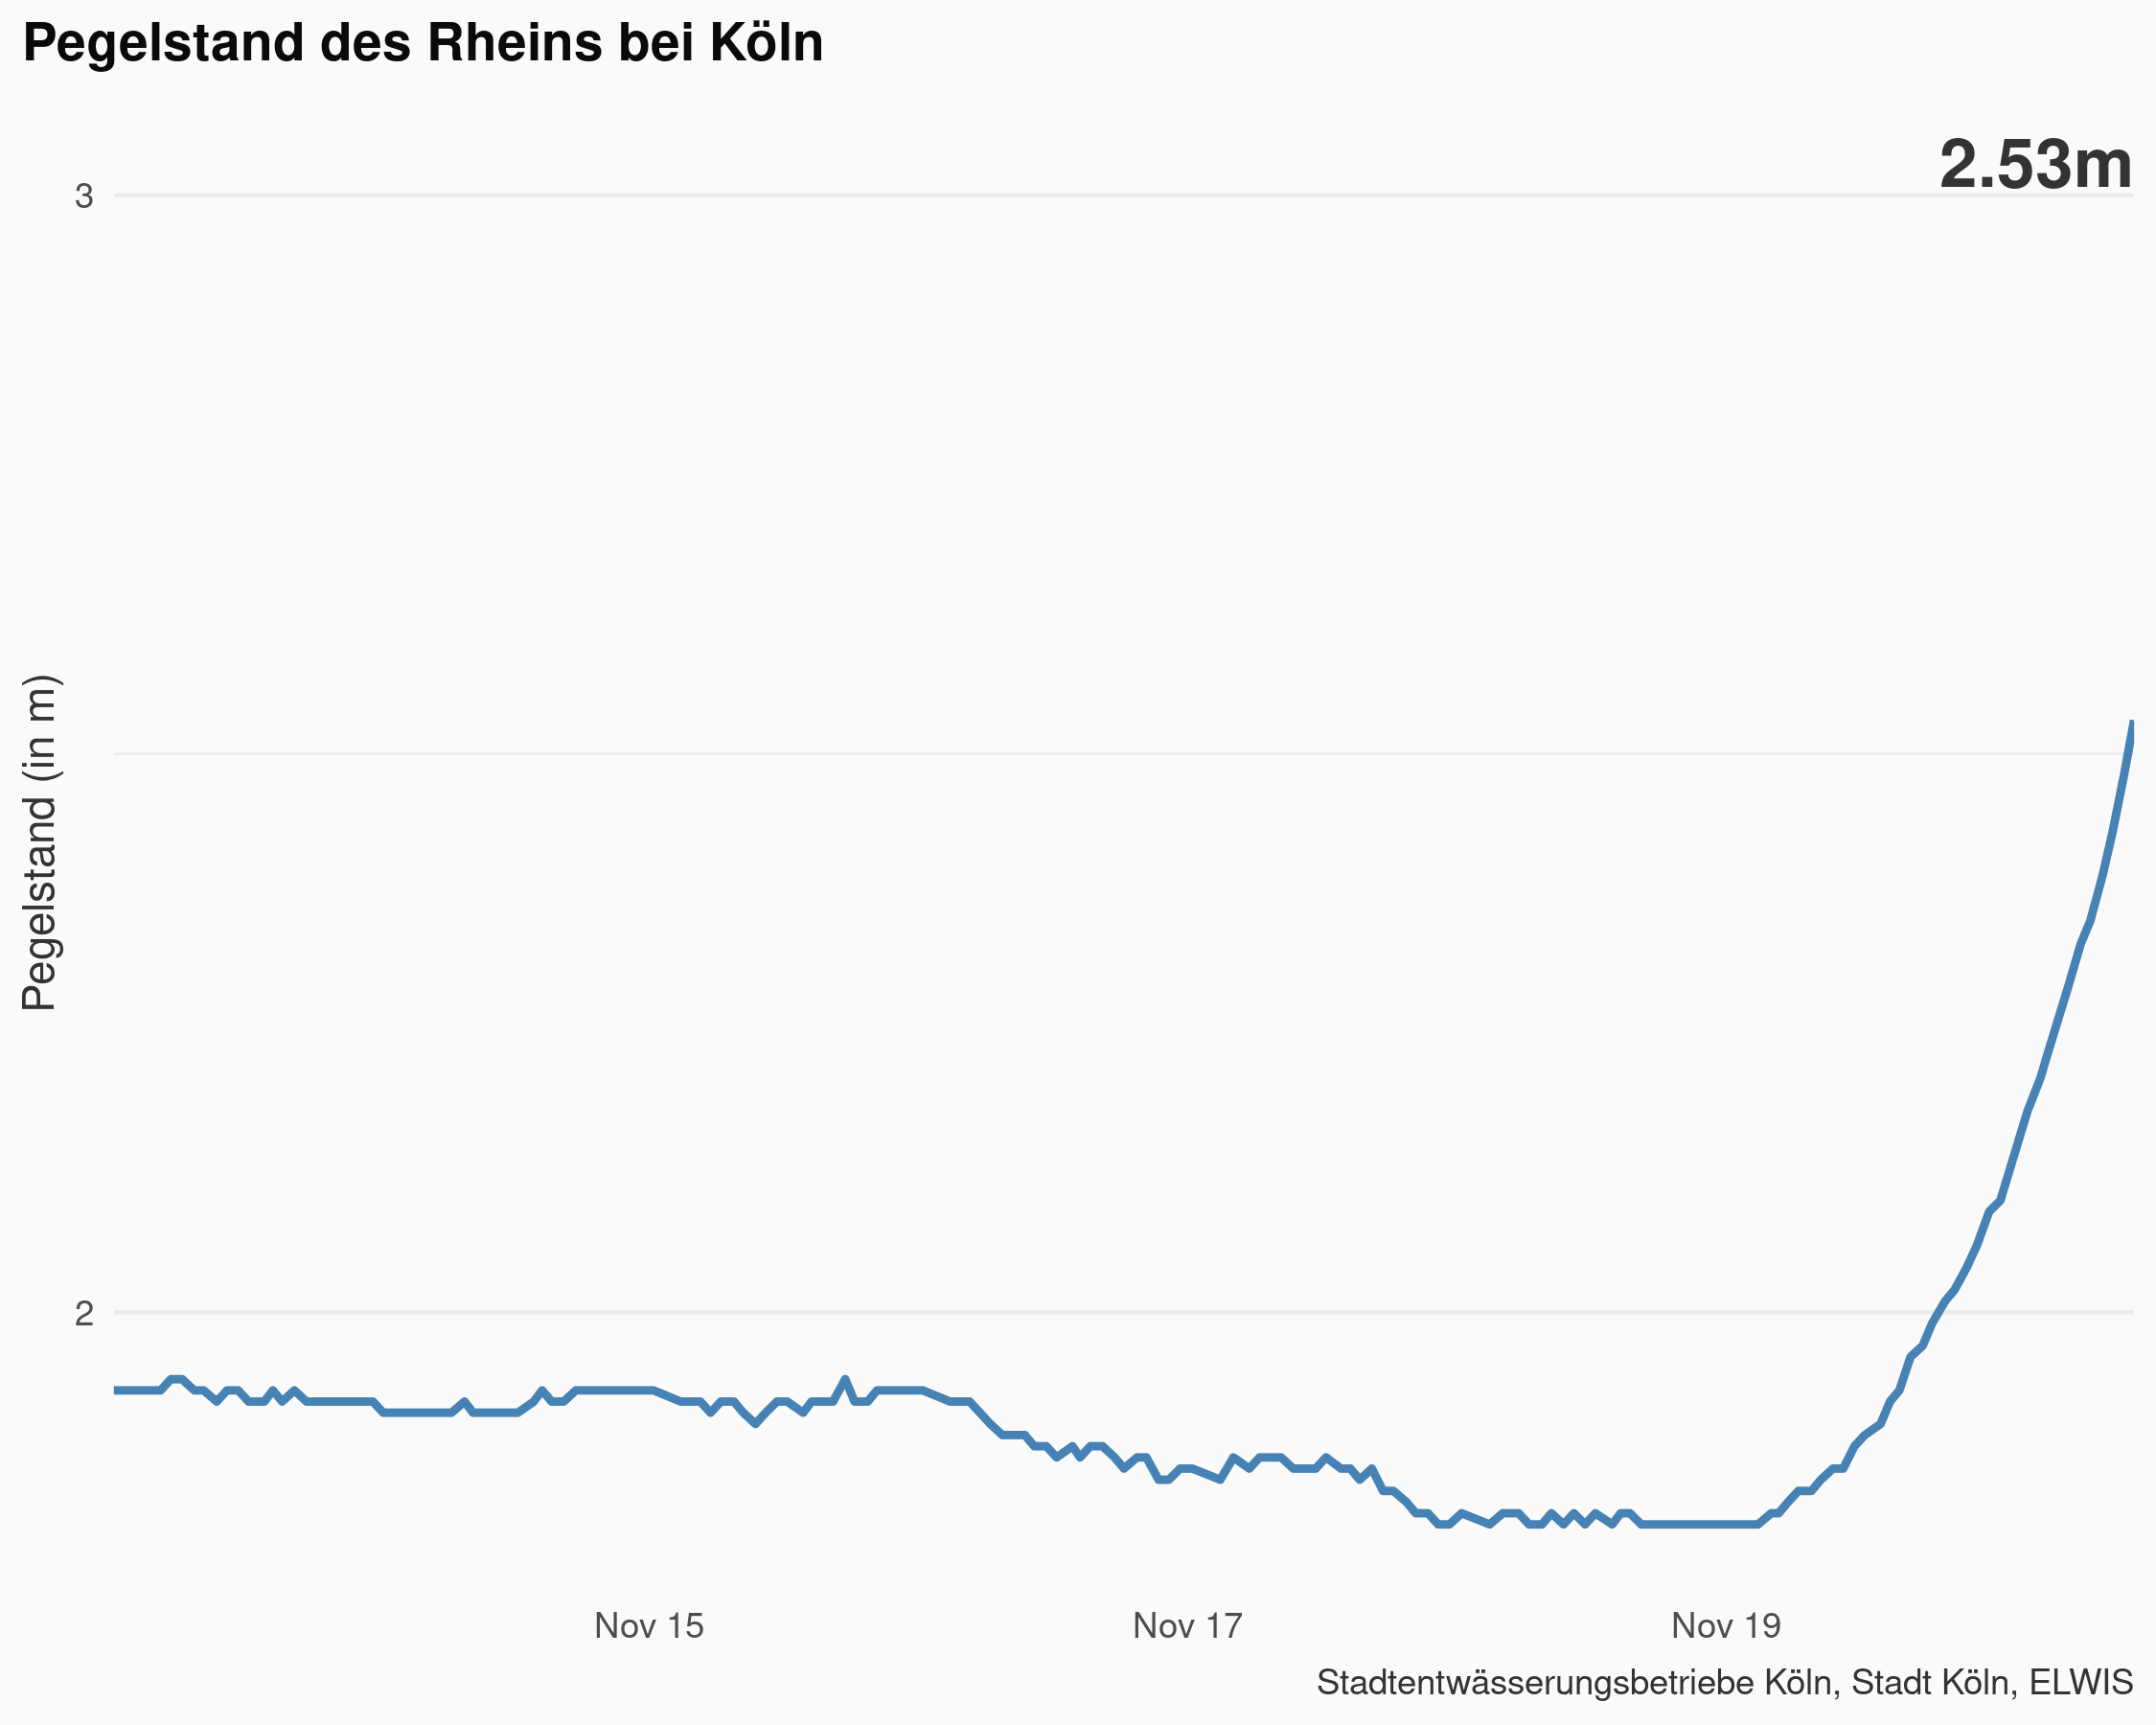 Pegelstand des Rheins bei Köln
2.53m
3
Pegelstand (in m)
2
Nov 15
Nov 17
Nov 19
Stadtentwässerungsbetriebe Köln, Stadt Köln, ELWIS